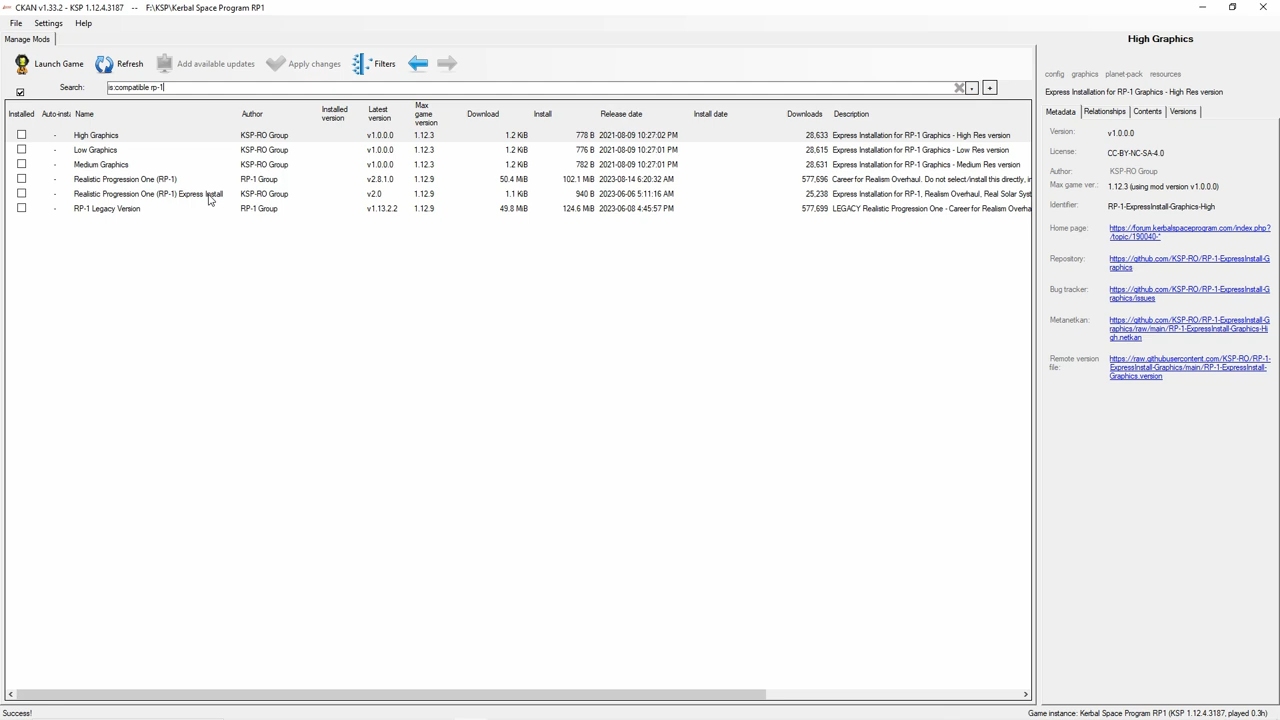 CKAN v1.33.2 - KSP 1.12.4.3187 -- F:\KSP\Kerbal Space Program RP1
File Settings Help
Manage Mods
Launch Game Refresh Add available updates Apply changes Filters
Search: is:compatible rp-1
Installed Auto-insta Name Author Installed version Latest version Max game version Download Install Release date Install date Downloads Description
- High Graphics KSP-RO Group v1.0.0.0 1.12.3 1.2 KiB 778 B 2021-08-09 10:27:02 PM 28,633 Express Installation for RP-1 Graphics - High Res version
- Low Graphics KSP-RO Group v1.0.0.0 1.12.3 1.2 KiB 776 B 2021-08-09 10:27:01 PM 28,615 Express Installation for RP-1 Graphics - Low Res version
- Medium Graphics KSP-RO Group v1.0.0.0 1.12.3 1.2 KiB 782 B 2021-08-09 10:27:01 PM 28,631 Express Installation for RP-1 Graphics - Medium Res version
- Realistic Progression One (RP-1) RP-1 Group v2.8.1.0 1.12.9 50.4 MiB 102.1 MiB 2023-08-14 6:20:32 AM 577,696 Career for Realism Overhaul. Do not select/install this directly, in
- Realistic Progression One (RP-1) Express Install KSP-RO Group v2.0 1.12.9 1.1 KiB 940 B 2023-06-06 5:11:16 AM 25,238 Express Installation for RP-1, Realism Overhaul, Real Solar Syst
- RP-1 Legacy Version RP-1 Group v1.13.2.2 1.12.9 49.8 MiB 124.6 MiB 2023-06-08 4:45:57 PM 577,699 LEGACY Realistic Progression One - Career for Realism Overha
High Graphics
config graphics planet-pack resources
Express Installation for RP-1 Graphics - High Res version
Metadata Relationships Contents Versions
Version: v1.0.0.0
License: CC-BY-NC-SA-4.0
Author: KSP-RO Group
Max game ver.: 1.12.3 (using mod version v1.0.0.0)
Identifier: RP-1-ExpressInstall-Graphics-High
Home page: https://forum.kerbalspaceprogram.com/index.php?
/topic/190040-*
Repository: https://github.com/KSP-RO/RP-1-ExpressInstall-G
raphics
Bug tracker: https://github.com/KSP-RO/RP-1-ExpressInstall-G
raphics/issues
Metanetkan: https://github.com/KSP-RO/RP-1-ExpressInstall-G
raphics/raw/main/RP-1-ExpressInstall-Graphics-Hi
gh.netkan
Remote version file: https://raw.githubusercontent.com/KSP-RO/RP-1-
ExpressInstall-Graphics/main/RP-1-ExpressInstall-
Graphics.version
Success!
Game instance: Kerbal Space Program RP1 (KSP 1.12.4.3187, played 0.3h)